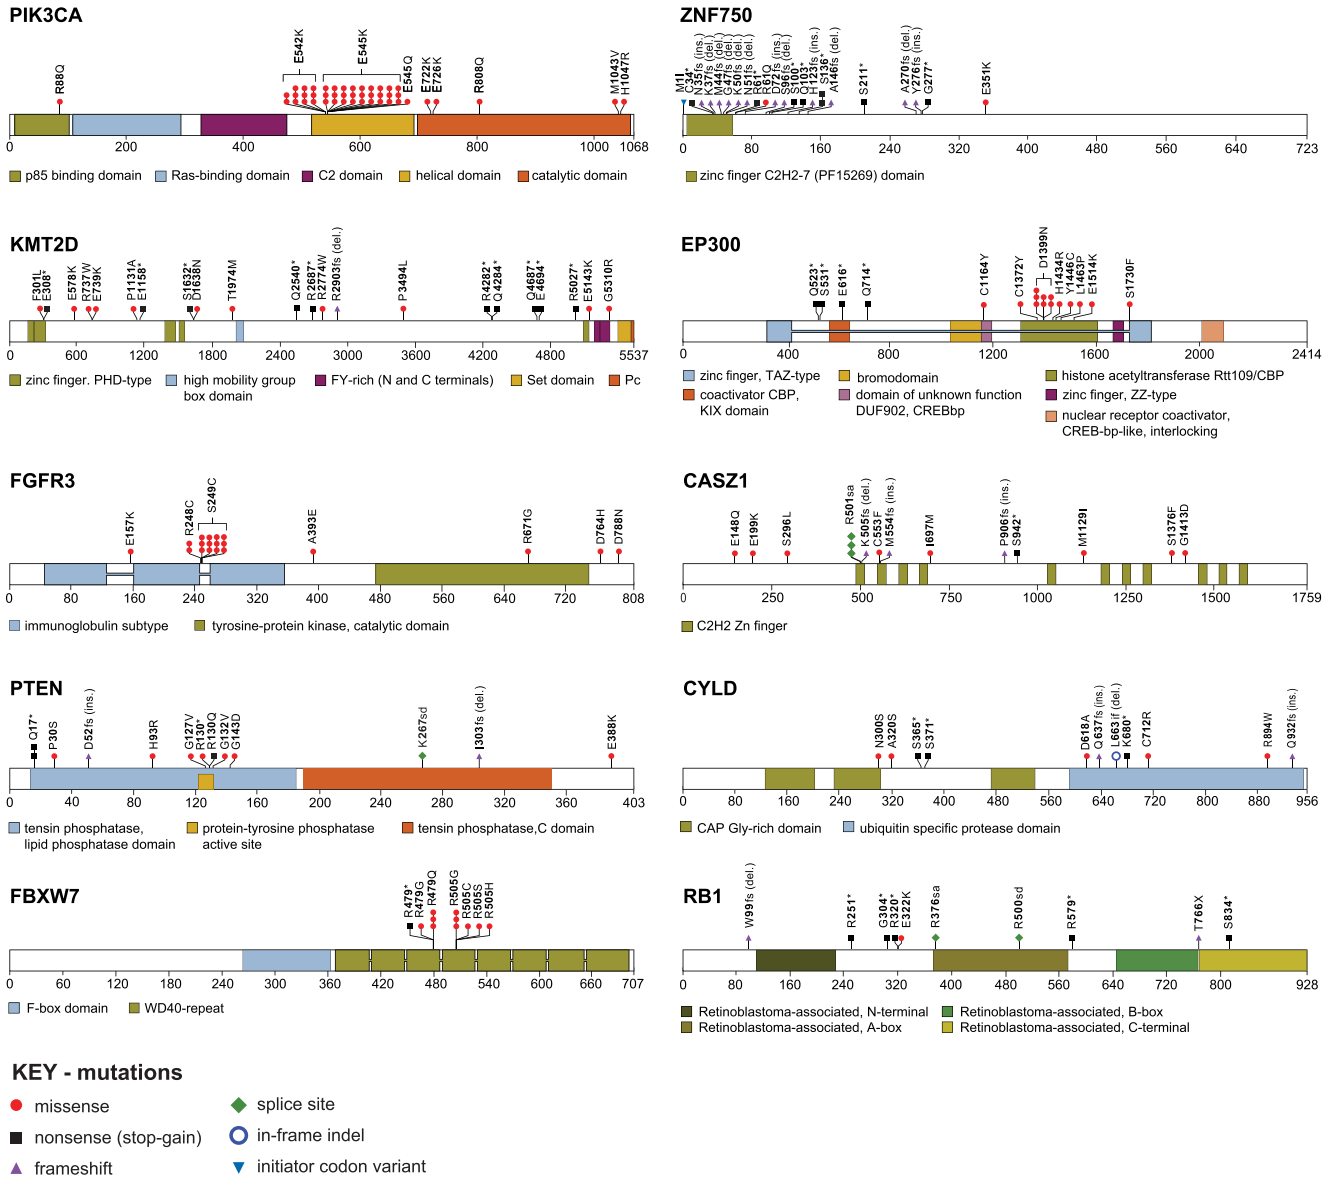 PIK3CA
R88Q E542K E545K E545Q E722K E726K R808Q M1043V H1047R
0 200 400 600 800 1000 1068
p85 binding domain Ras-binding domain C2 domain helical domain catalytic domain
ZNF750
M1I C34* N35fs (ins.) K37fs (del.) M44fs (del.) G47fs (del.) K50fs (del.) N51fs (del.) R61* R61Q D72fs (ins.) S96fs (del.) S100* Q103* H123fs (ins.) S136* A146fs (del.) S211* A270fs (del.) Y276fs (ins.) G277* E351K
0 80 160 240 320 400 480 560 640 723
zinc finger C2H2-7 (PF15269) domain
KMT2D
F301L E308* E578K R737W E739K P1131A E1158* S1632* D1638N T1974M Q2540* R2687* R2774W R2903fs (del.) P3494L R4282* Q4284* Q4687* E4694* R5027* E5143K G5310R
0 600 1200 1800 2400 3000 3600 4200 4800 5537
zinc finger. PHD-type high mobility group FY-rich (N and C terminals) Set domain Pc
box domain
EP300
Q523* S531* E616* Q714* C1164Y C1372Y D1399N H1434R Y1446C L1463P E1514K S1730F
0 400 800 1200 1600 2000 2414
zinc finger, TAZ-type bromodomain histone acetyltransferase Rtt109/CBP
coactivator CBP, domain of unknown function zinc finger, ZZ-type
KIX domain DUF902, CREBbp
nuclear receptor coactivator,
CREB-bp-like, interlocking
FGFR3
E157K R248C S249C A393E R671G D764H D788N
0 80 160 240 320 400 480 560 640 720 808
immunoglobulin subtype tyrosine-protein kinase, catalytic domain
CASZ1
E148Q E199K S296L R501sa K505fs (del.) C553F M554fs (ins.) I697M P906fs (ins.) S942* M1129I S1376F G1413D
0 250 500 750 1000 1250 1500 1759
C2H2 Zn finger
PTEN
Q17* P30S D52fs (ins.) H93R G127V R130* R130Q G132V G143D K267sd I303fs (del.) E388K
0 40 80 120 160 200 240 280 320 360 403
tensin phosphatase, protein-tyrosine phosphatase tensin phosphatase,C domain
lipid phosphatase domain active site
CYLD
N300S A320S S365* S371* D618A Q637fs (ins.) L663if (del.) K680* C712R R894W Q932fs (ins.)
0 80 160 240 320 400 480 560 640 720 800 880 956
CAP Gly-rich domain ubiquitin specific protease domain
FBXW7
R479* R479G R479Q R505G R505C R505S R505H
0 60 120 180 240 300 360 420 480 540 600 660 707
F-box domain WD40-repeat
RB1
W99fs (del.) R251* G304* R320* E322K R376sa R500sd R579* T766X S834*
0 80 160 240 320 400 480 560 640 720 800 928
Retinoblastoma-associated, N-terminal Retinoblastoma-associated, B-box
Retinoblastoma-associated, A-box Retinoblastoma-associated, C-terminal
KEY - mutations
missense splice site
nonsense (stop-gain) in-frame indel
frameshift initiator codon variant